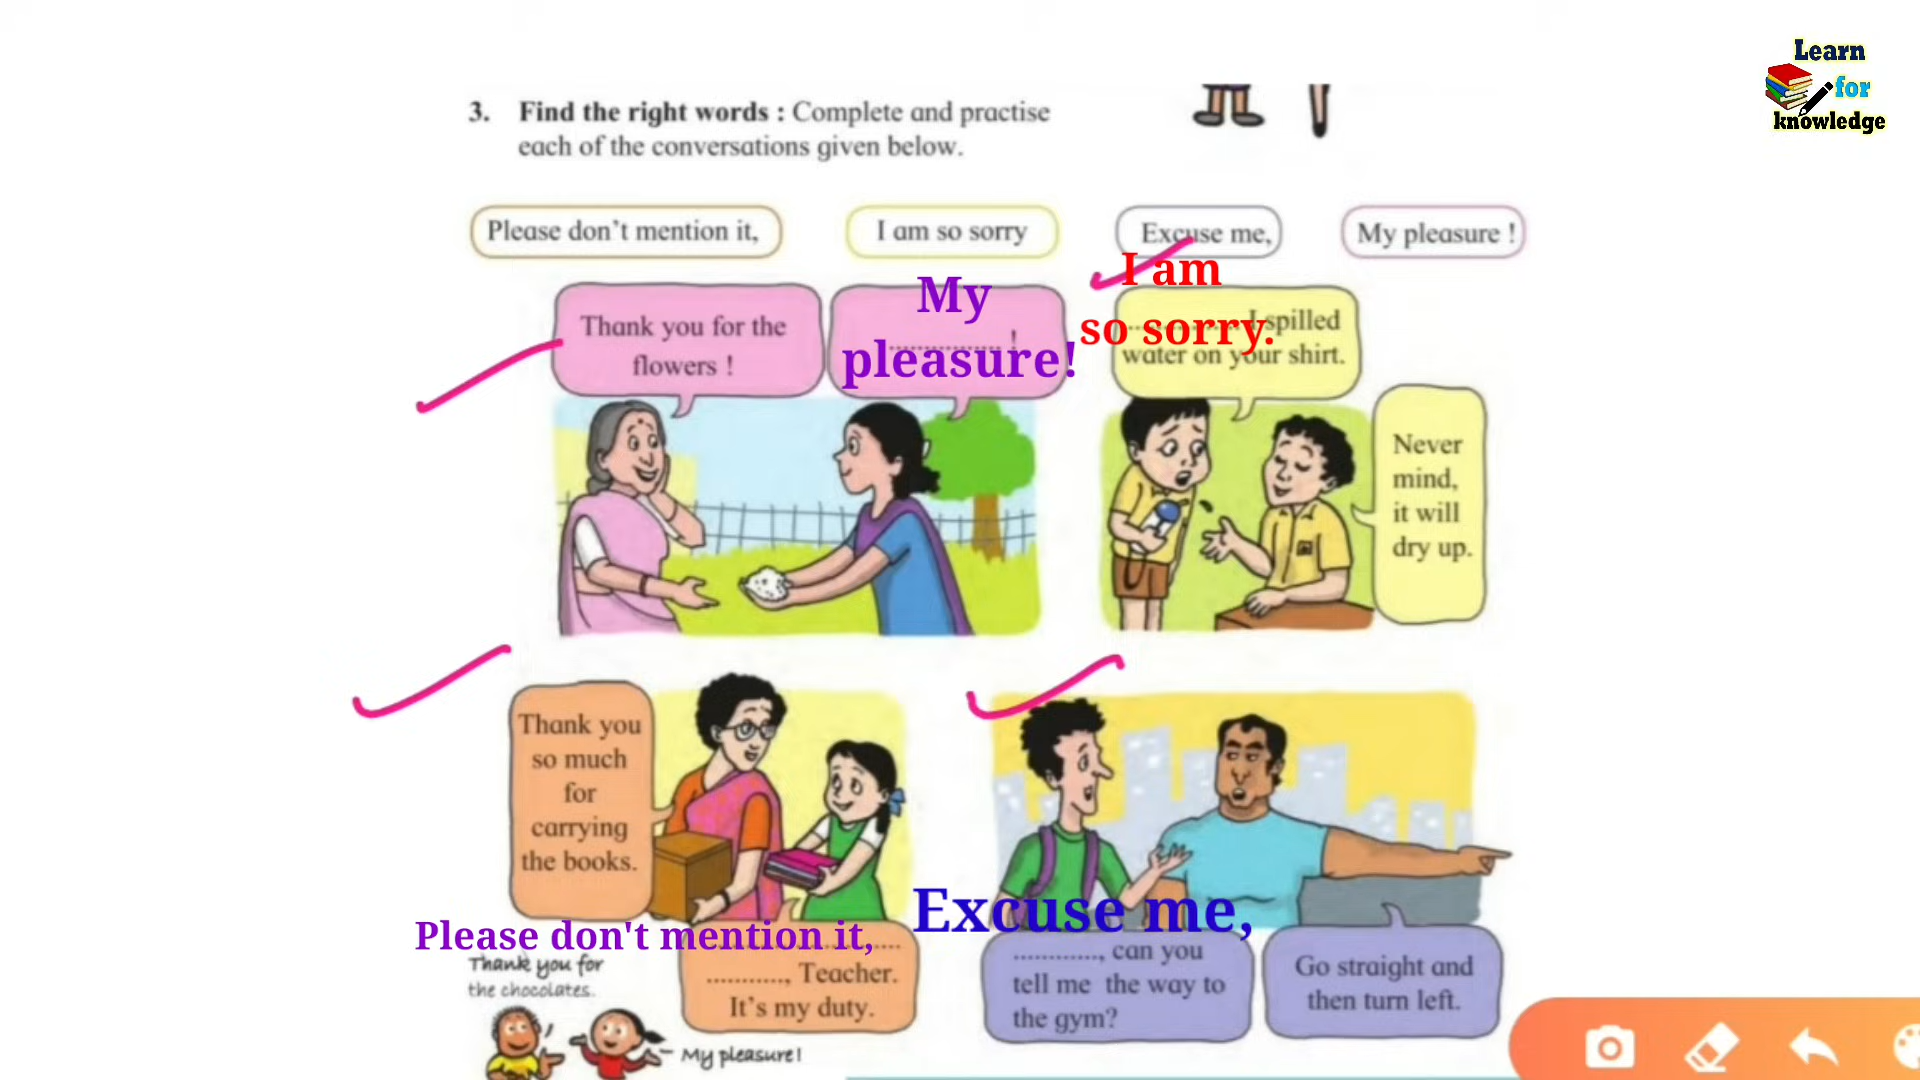 Learn
for
knowledge
3. Find the right words : Complete and practise
each of the conversations given below.
Please don't mention it,
I am so sorry
Excuse me,
My pleasure !
Thank you for the
flowers !
My
pleasure!
................ !
I am
so sorry.
................ I spilled
water on your shirt.
Never
mind,
it will
dry up.
Thank you
so much
for
carrying
the books.
Please don't mention it,
............, Teacher.
It's my duty.
Excuse me,
............, can you
tell me the way to
the gym?
Go straight and
then turn left.
Thank you for
the chocolates.
My pleasure!